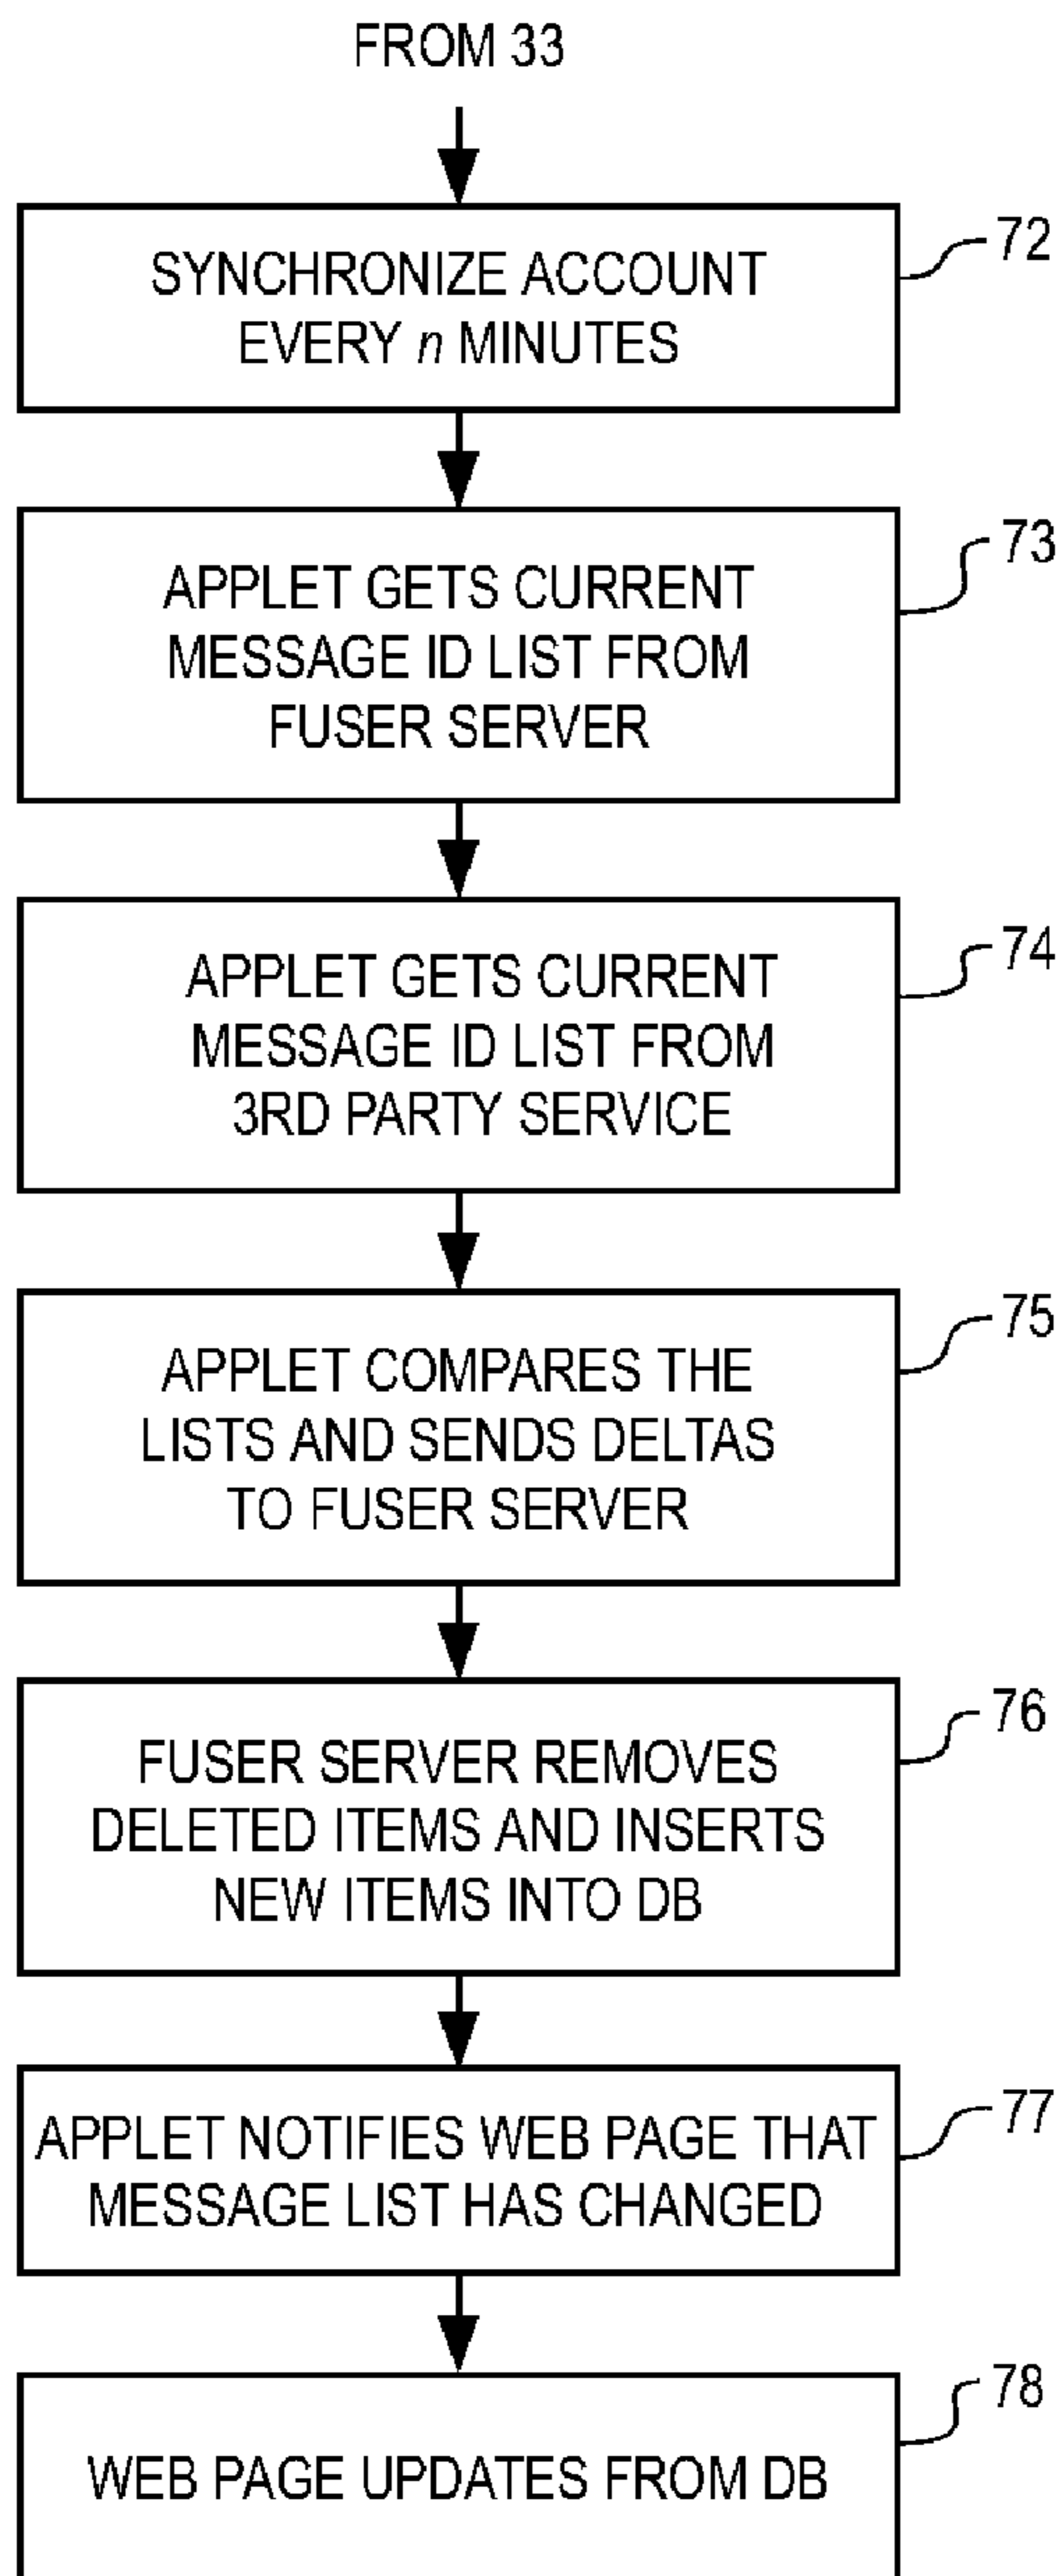 FROM 33
SYNCHRONIZE ACCOUNT
EVERY n MINUTES
72
APPLET GETS CURRENT
MESSAGE ID LIST FROM
FUSER SERVER
73
APPLET GETS CURRENT
MESSAGE ID LIST FROM
3RD PARTY SERVICE
74
APPLET COMPARES THE
LISTS AND SENDS DELTAS
TO FUSER SERVER
75
FUSER SERVER REMOVES
DELETED ITEMS AND INSERTS
NEW ITEMS INTO DB
76
APPLET NOTIFIES WEB PAGE THAT
MESSAGE LIST HAS CHANGED
77
WEB PAGE UPDATES FROM DB
78